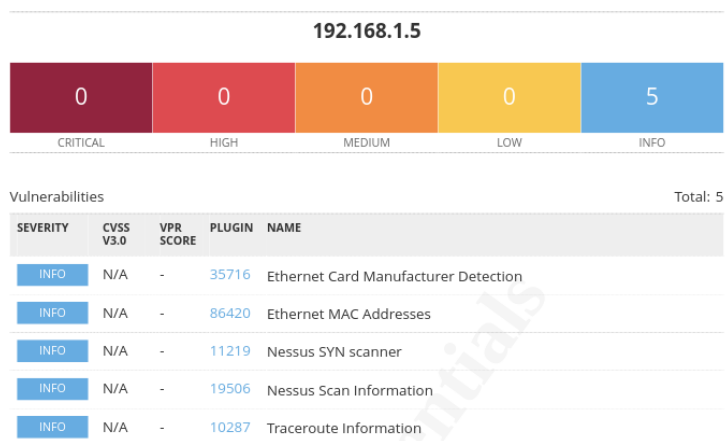 192.168.1.5
0 0 0 0 5
CRITICAL HIGH MEDIUM LOW INFO
Vulnerabilities Total: 5
SEVERITY CVSS V3.0 VPR SCORE PLUGIN NAME
INFO N/A - 35716 Ethernet Card Manufacturer Detection
INFO N/A - 86420 Ethernet MAC Addresses
INFO N/A - 11219 Nessus SYN scanner
INFO N/A - 19506 Nessus Scan Information
INFO N/A - 10287 Traceroute Information